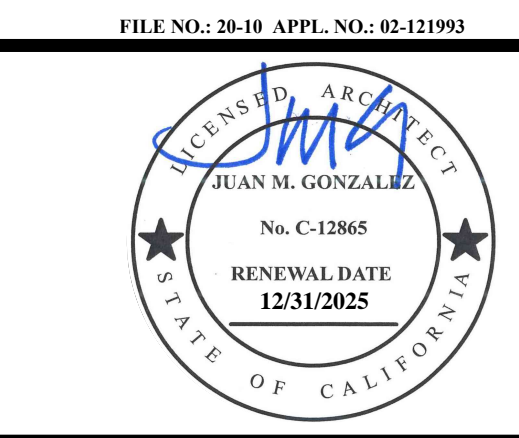 FILE NO.: 20-10 APPL. NO.: 02-121993
LICENSED ARCHITECT
JUAN M. GONZALEZ
No. C-12865
RENEWAL DATE
12/31/2025
STATE OF CALIFORNIA